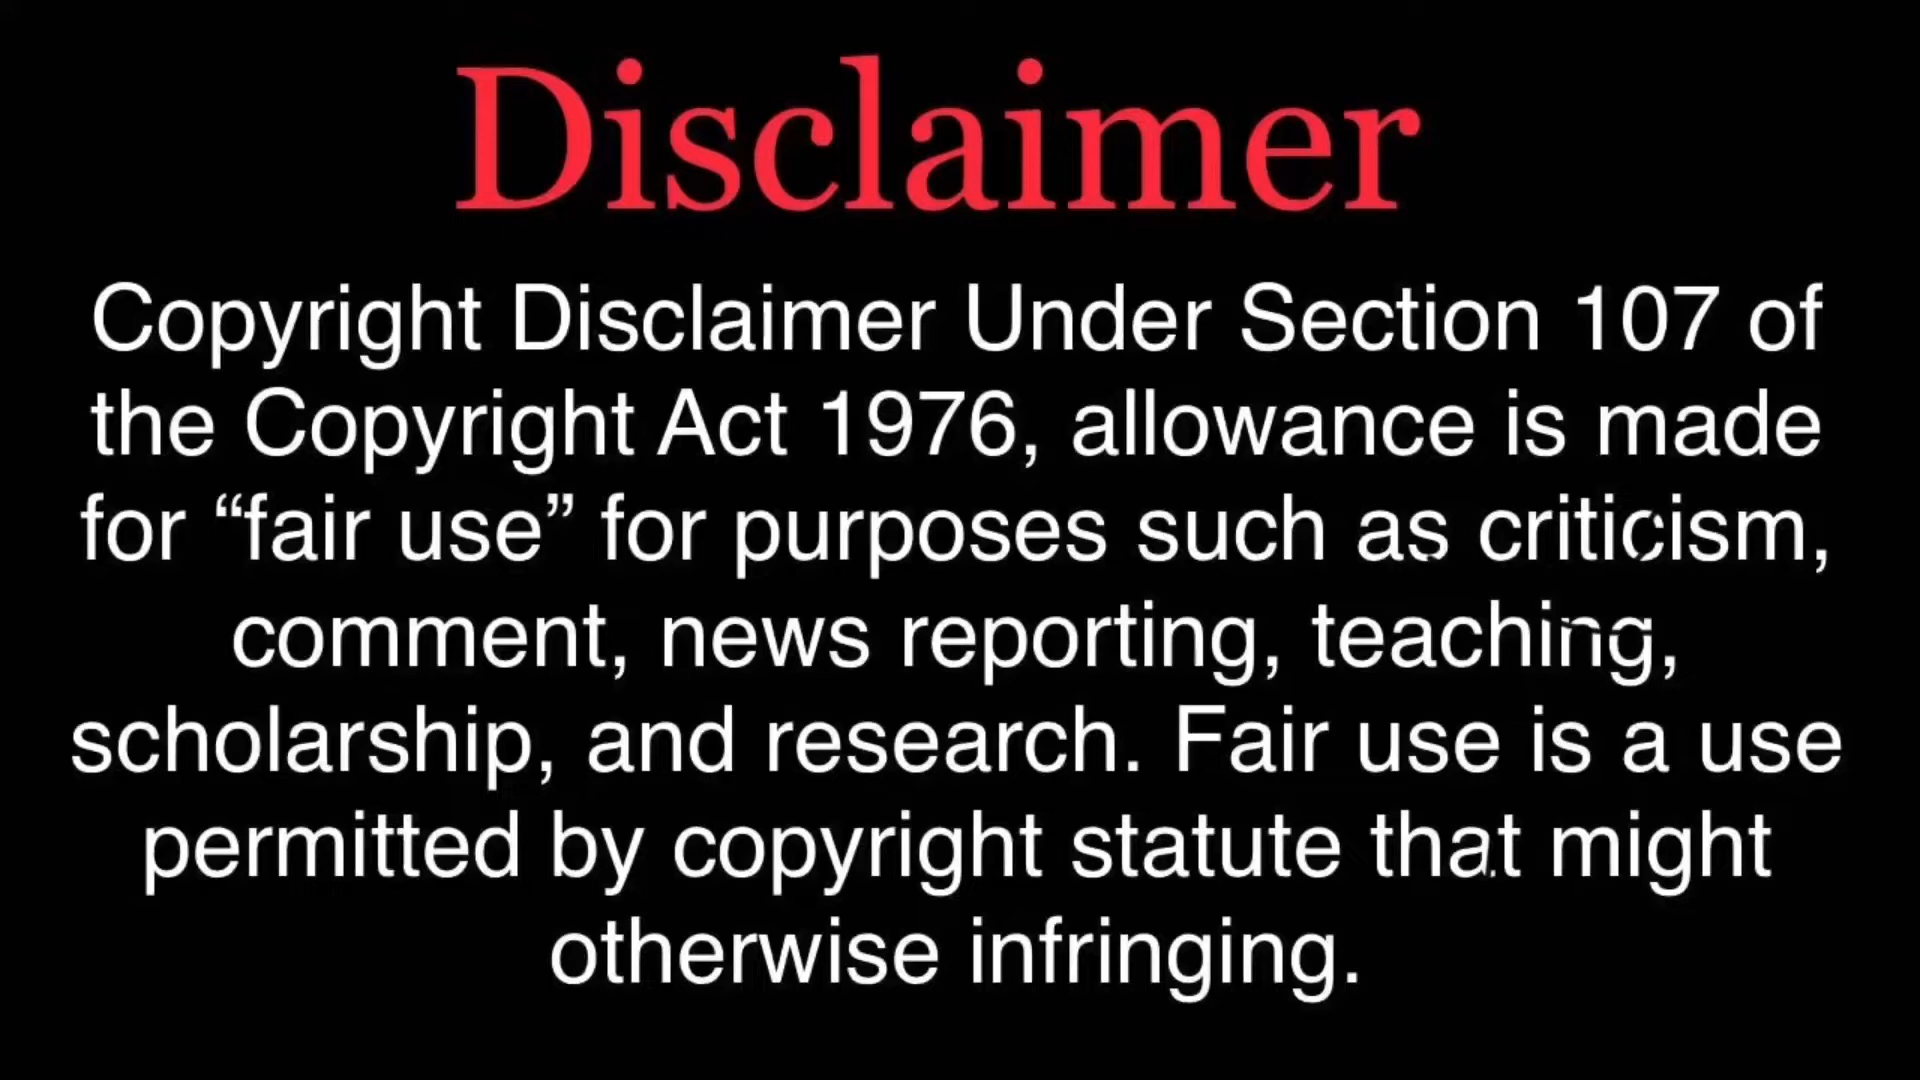 Disclaimer
Copyright Disclaimer Under Section 107 of
the Copyright Act 1976, allowance is made
for “fair use” for purposes such as criticism,
comment, news reporting, teaching,
scholarship, and research. Fair use is a use
permitted by copyright statute that might
otherwise infringing.